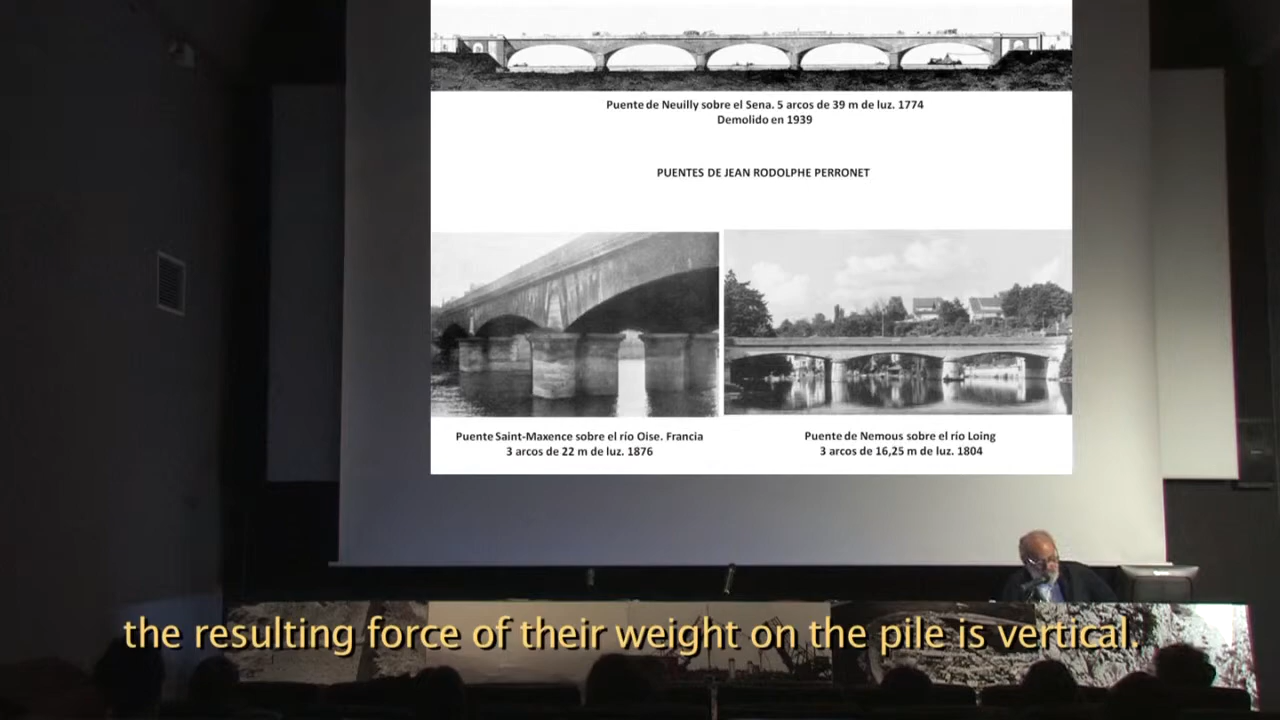 Puente de Neuilly sobre el Sena. 5 arcos de 39 m de luz. 1774
Demolido en 1939
PUENTES DE JEAN RODOLPHE PERRONET
Puente Saint-Maxence sobre el río Oise. Francia
3 arcos de 22 m de luz. 1876
Puente de Nemous sobre el río Loing
3 arcos de 16,25 m de luz. 1804
the resulting force of their weight on the pile is vertical.